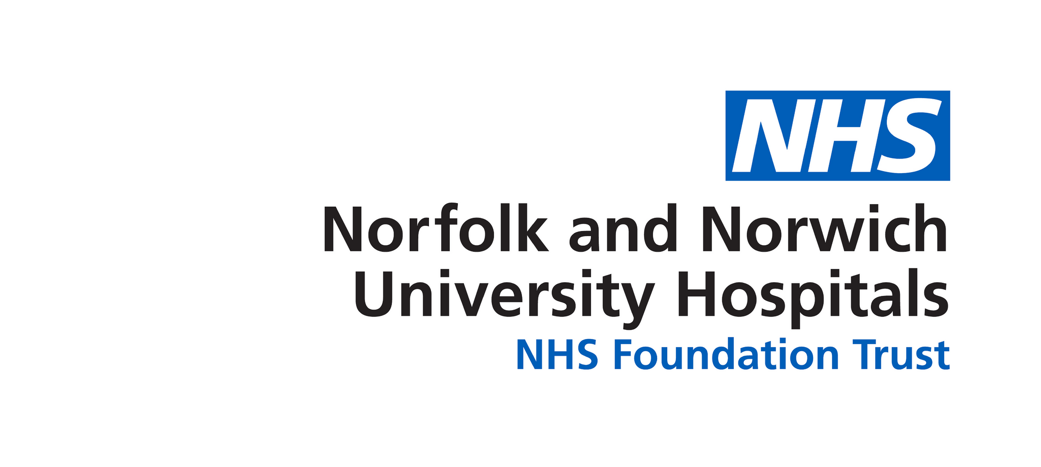 NHS
Norfolk and Norwich
University Hospitals
NHS Foundation Trust